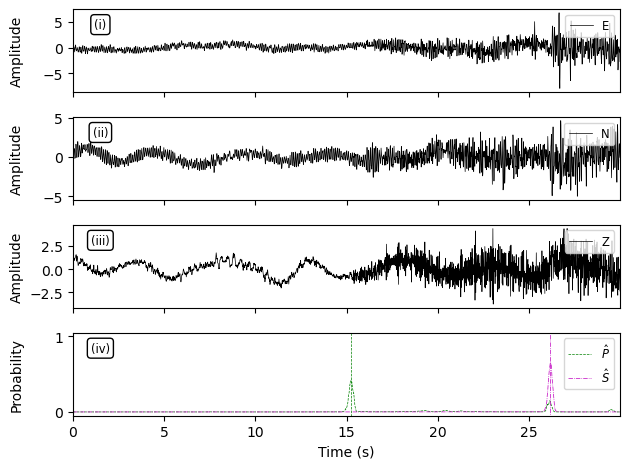 Amplitude
5
0
−5
(i)
E
Amplitude
5
0
−5
(ii)
N
Amplitude
2.5
0.0
−2.5
(iii)
Z
Probability
1
0
(iv)
P̂
Ŝ
0 5 10 15 20 25
Time (s)